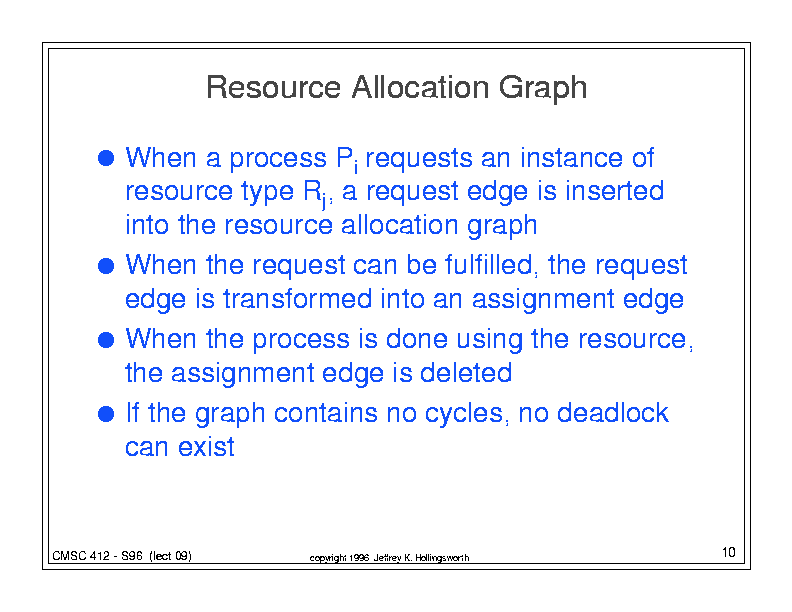 Resource Allocation Graph
● When a process Pi requests an instance of
resource type Rj, a request edge is inserted
into the resource allocation graph
● When the request can be fulfilled, the request
edge is transformed into an assignment edge
● When the process is done using the resource,
the assignment edge is deleted
● If the graph contains no cycles, no deadlock
can exist
CMSC 412 - S96 (lect 09)
copyright 1996 Jeffrey K. Hollingsworth
10